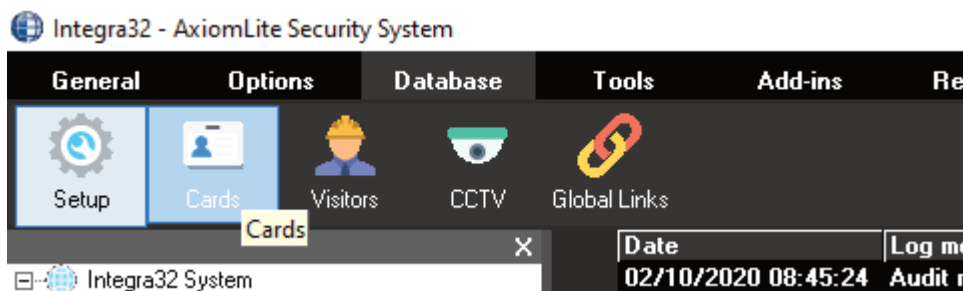 Integra32 - AxiomLite Security System
General Options Database Tools Add-ins
Setup Cards Visitors CCTV Global Links
Cards
X
Date Log
Integra32 System
02/10/2020 08:45:24 Audit